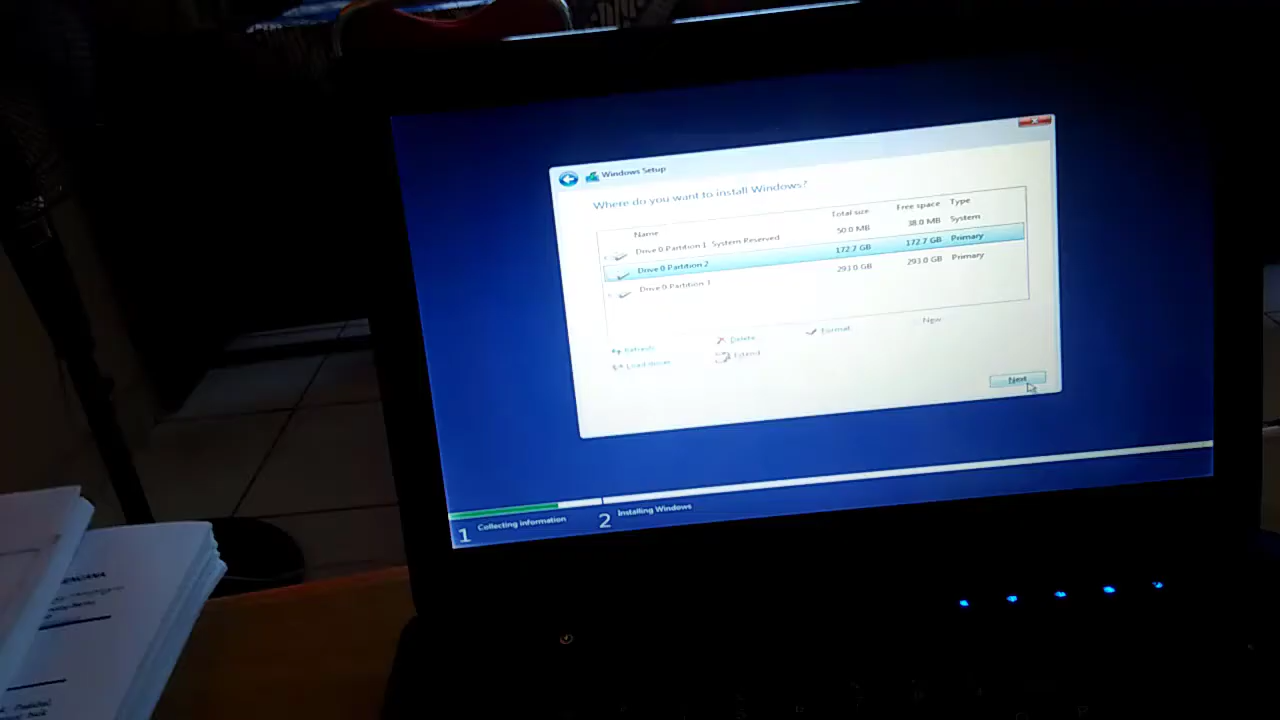 Windows Setup
Where do you want to install Windows?
Name Total size Free space Type
Drive 0 Partition 1: System Reserved 50.0 MB 38.0 MB System
Drive 0 Partition 2 172.7 GB 172.7 GB Primary
Drive 0 Partition 293.0 GB 293.0 GB Primary
Refresh Delete Format New
Load driver Extend
Next
1 Collecting information 2 Installing Windows